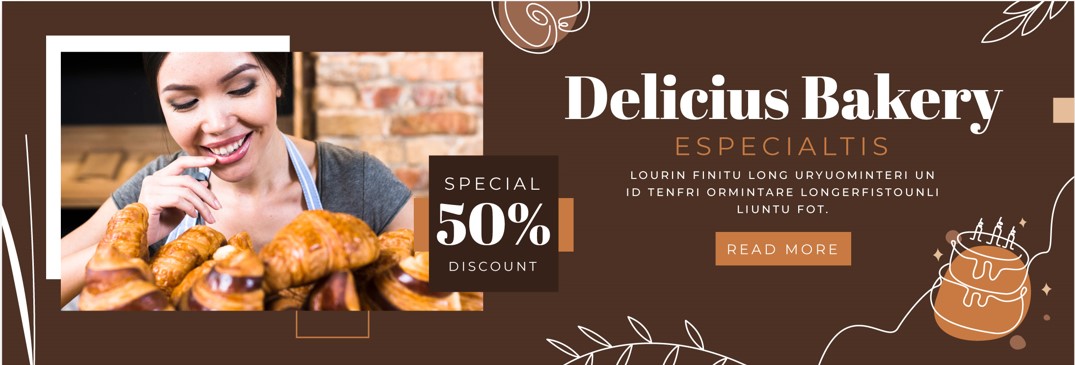 Delicius Bakery
ESPECIALTIS
LOURIN FINITU LONG URYUOMINTERI UN
ID TENFRI ORMINTARE LONGERFISTOUNLI
LIUNTU FOT.
READ MORE
SPECIAL
50%
DISCOUNT